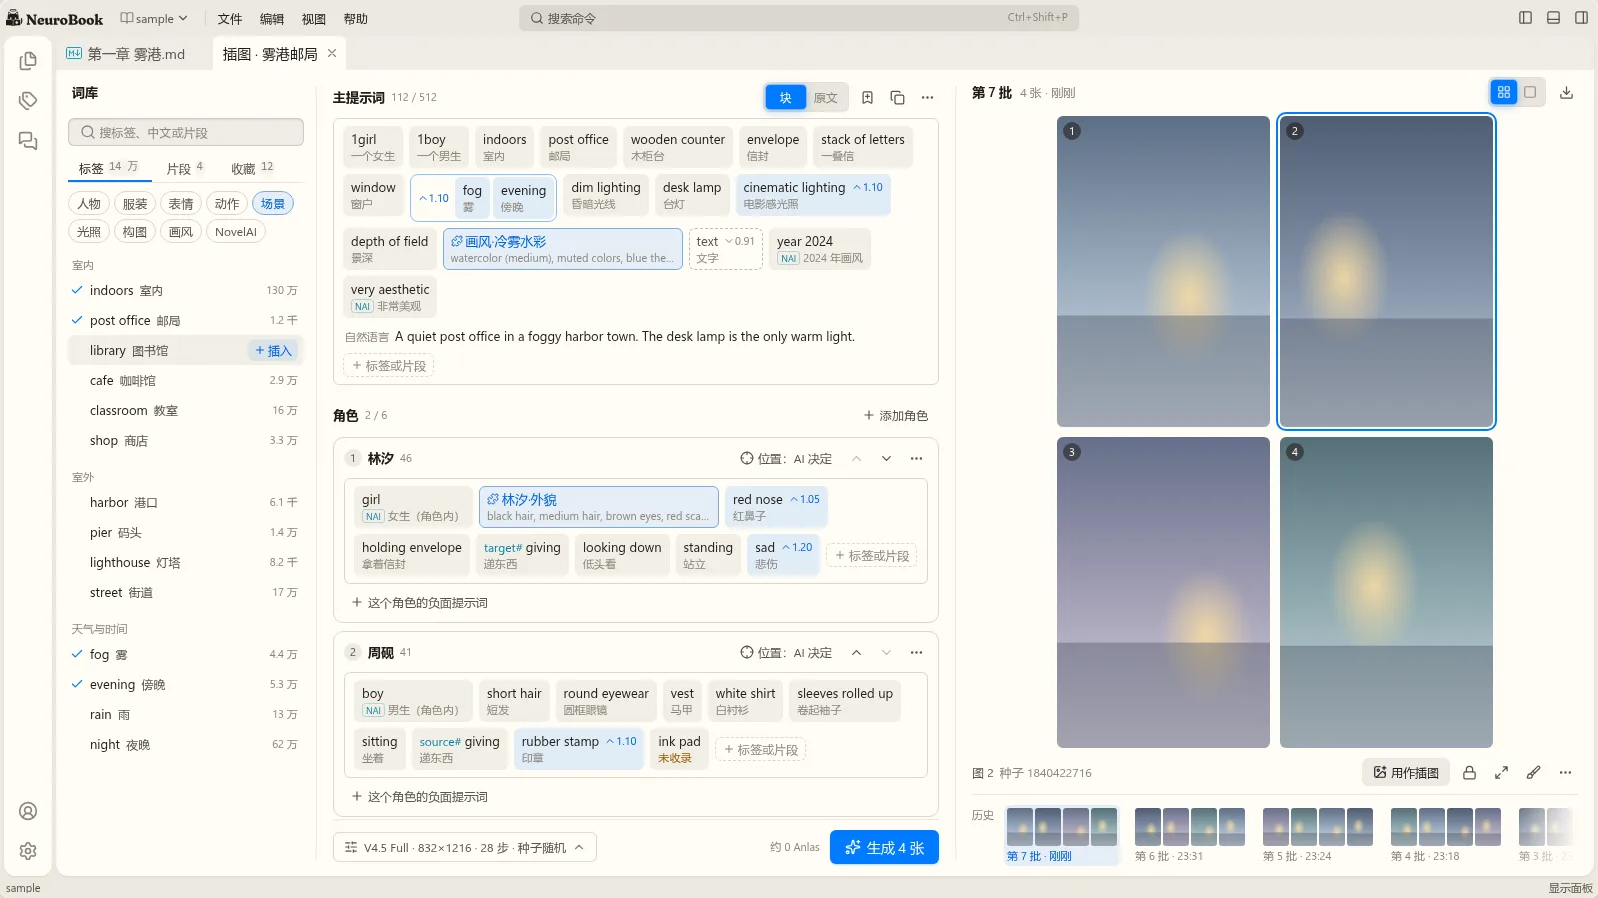 NeuroBook
sample
文件 编辑 视图 帮助
搜索命令
Ctrl+Shift+P
第一章 雾港.md
插图 · 雾港邮局
词库
搜标签、中文或片段
标签 14 万
片段 4
收藏 12
人物 服装 表情 动作 场景
光照 构图 画风 NovelAI
室内
indoors 室内 130 万
post office 邮局 1.2 千
library 图书馆 插入
cafe 咖啡馆 2.9 万
classroom 教室 16 万
shop 商店 3.3 万
室外
harbor 港口 6.1 千
pier 码头 1.4 万
lighthouse 灯塔 8.2 千
street 街道 17 万
天气与时间
fog 雾 4.4 万
evening 傍晚 5.3 万
rain 雨 13 万
night 夜晚 62 万
主提示词 112 / 512
块 原文
1girl 1boy indoors post office wooden counter envelope stack of letters
一个女生 一个男生 室内 邮局 木柜台 信封 一叠信
window 1.10 fog evening dim lighting desk lamp cinematic lighting 1.10
窗户 雾 傍晚 昏暗光线 台灯 电影感光照
depth of field 画风·冷雾水彩 text 0.91 year 2024
景深 watercolor (medium), muted colors, blue the... 文字 NAI 2024 年画风
very aesthetic
NAI 非常美观
自然语言 A quiet post office in a foggy harbor town. The desk lamp is the only warm light.
+ 标签或片段
角色 2 / 6
+ 添加角色
1 林汐 46
位置：AI 决定
girl 林汐·外貌 red nose 1.05
NAI 女生（角色内） black hair, medium hair, brown eyes, red sca... 红鼻子
holding envelope target# giving looking down standing sad 1.20 + 标签或片段
拿着信封 递东西 低头看 站立 悲伤
+ 这个角色的负面提示词
2 周砚 41
位置：AI 决定
boy short hair round eyewear vest white shirt sleeves rolled up
NAI 男生（角色内） 短发 圆框眼镜 马甲 白衬衫 卷起袖子
sitting source# giving rubber stamp 1.10 ink pad + 标签或片段
坐着 递东西 印章 未收录
+ 这个角色的负面提示词
V4.5 Full · 832×1216 · 28 步 · 种子随机
约 0 Anlas
生成 4 张
第 7 批 4 张 · 刚刚
1
2
3
4
图 2 种子 1840422716
用作插图
历史
第 7 批 · 刚刚
第 6 批 · 23:31
第 5 批 · 23:24
第 4 批 · 23:18
第 3 批
sample
显示面板